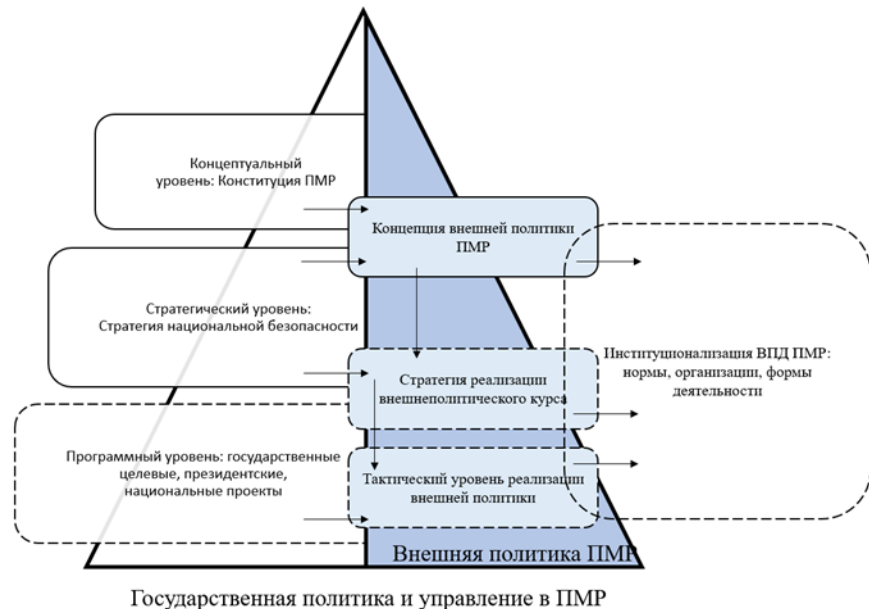 Концептуальный
уровень: Конституция ПМР
Концепция внешней политики
ПМР
Стратегический уровень:
Стратегия национальной безопасности
Институционализация ВПД ПМР:
нормы, организации, формы
деятельности
Стратегия реализации
внешнеполитического курса
Программный уровень: государственные
целевые, президентские,
национальные проекты
Тактический уровень реализации
внешней политики
Внешняя политика ПМР
Государственная политика и управление в ПМР